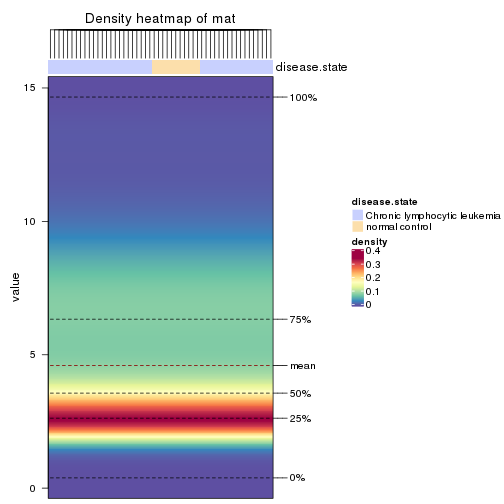 Density heatmap of mat
disease.state
15
100%
10
disease.state
Chronic lymphocytic leukemia
normal control
density
0.4
0.3
0.2
0.1
0
value
75%
5
mean
50%
25%
0%
0